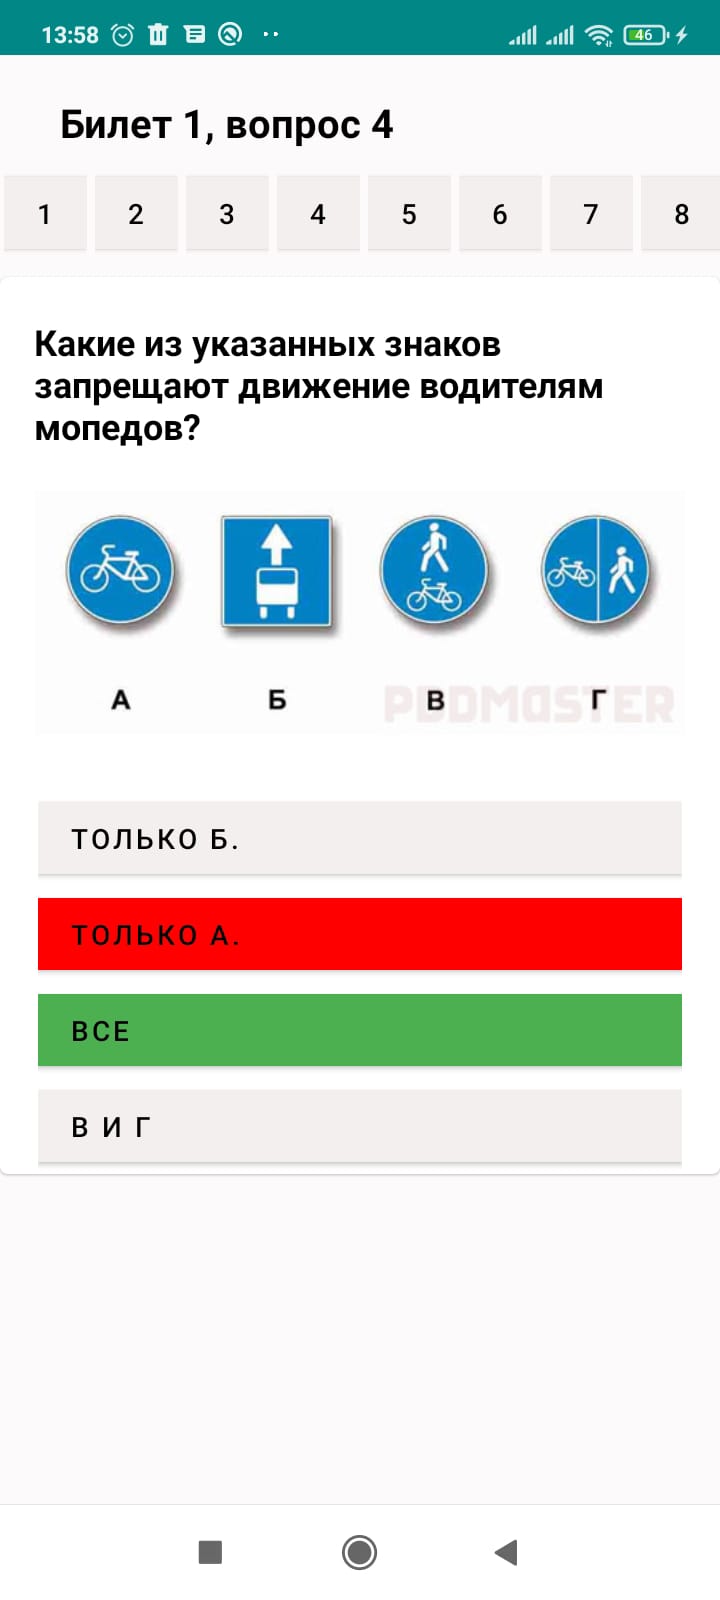 13:58
46
Билет 1, вопрос 4
1 2 3 4 5 6 7 8
Какие из указанных знаков
запрещают движение водителям
мопедов?
А Б В Г
PDDMASTER
ТОЛЬКО Б.
ТОЛЬКО А.
ВСЕ
В И Г